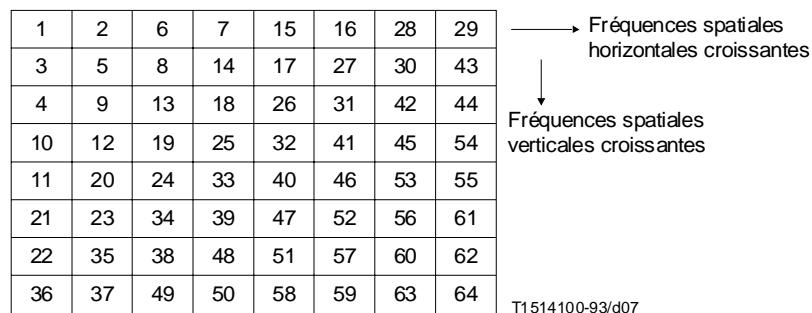 1 2 6 7 15 16 28 29
3 5 8 14 17 27 30 43
4 9 13 18 26 31 42 44
10 12 19 25 32 41 45 54
11 20 24 33 40 46 53 55
21 23 34 39 47 52 56 61
22 35 38 48 51 57 60 62
36 37 49 50 58 59 63 64
Fréquences spatiales
horizontales croissantes
Fréquences spatiales
verticales croissantes
T1514100-93/d07